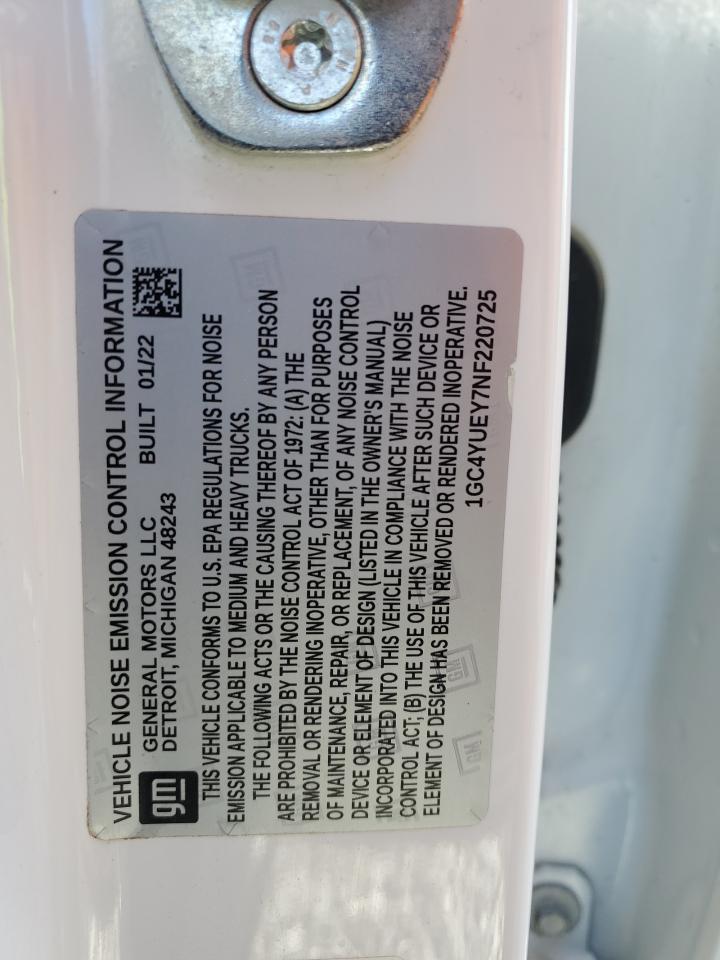 VEHICLE NOISE EMISSION CONTROL INFORMATION
gm
GENERAL MOTORS LLC
DETROIT, MICHIGAN 48243
BUILT 01/22
THIS VEHICLE CONFORMS TO U.S. EPA REGULATIONS FOR NOISE
EMISSION APPLICABLE TO MEDIUM AND HEAVY TRUCKS.
THE FOLLOWING ACTS OR THE CAUSING THEREOF BY ANY PERSON
ARE PROHIBITED BY THE NOISE CONTROL ACT OF 1972: (A) THE
REMOVAL OR RENDERING INOPERATIVE, OTHER THAN FOR PURPOSES
OF MAINTENANCE, REPAIR, OR REPLACEMENT, OF ANY NOISE CONTROL
DEVICE OR ELEMENT OF DESIGN (LISTED IN THE OWNER'S MANUAL)
INCORPORATED INTO THIS VEHICLE IN COMPLIANCE WITH THE NOISE
CONTROL ACT; (B) THE USE OF THIS VEHICLE AFTER SUCH DEVICE OR
ELEMENT OF DESIGN HAS BEEN REMOVED OR RENDERED INOPERATIVE.
1GC4YUEY7NF220725